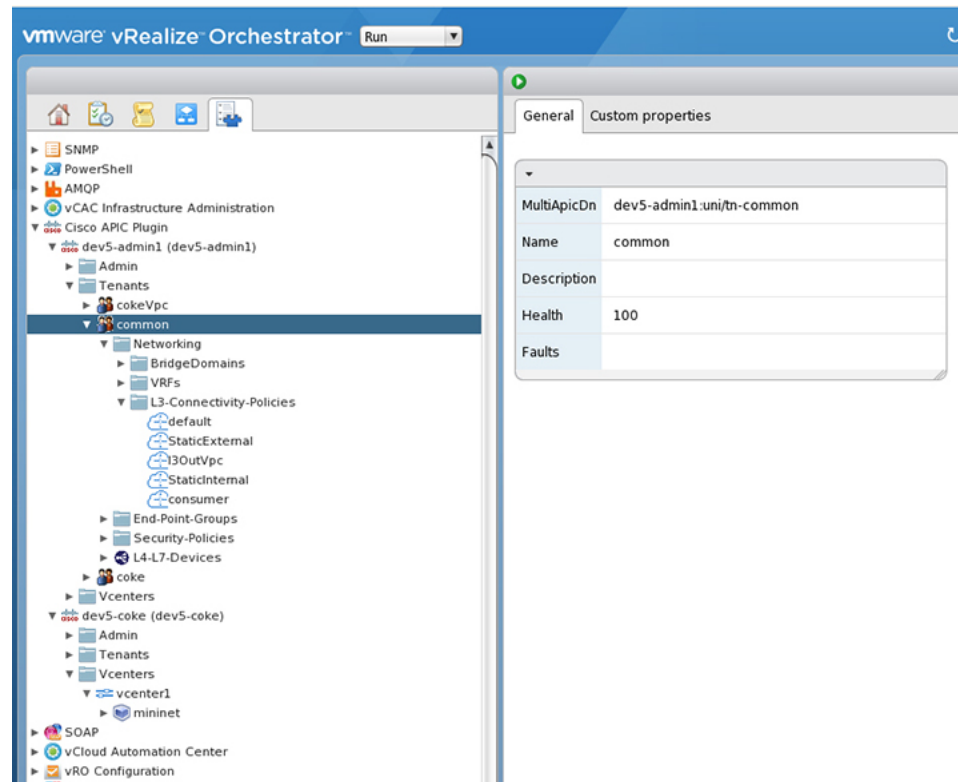 vmware vRealize™ Orchestrator™ Run
General Custom properties
SNMP
PowerShell
AMQP
vCAC Infrastructure Administration
Cisco APIC Plugin
dev5-admin1 (dev5-admin1)
Admin
Tenants
cokeVpc
common
Networking
BridgeDomains
VRFs
L3-Connectivity-Policies
default
StaticExternal
l3OutVpc
StaticInternal
consumer
End-Point-Groups
Security-Policies
L4-L7-Devices
coke
Vcenters
dev5-coke (dev5-coke)
Admin
Tenants
Vcenters
vcenter1
mininet
SOAP
vCloud Automation Center
vRO Configuration
MultiApicDn dev5-admin1:uni/tn-common
Name common
Description
Health 100
Faults